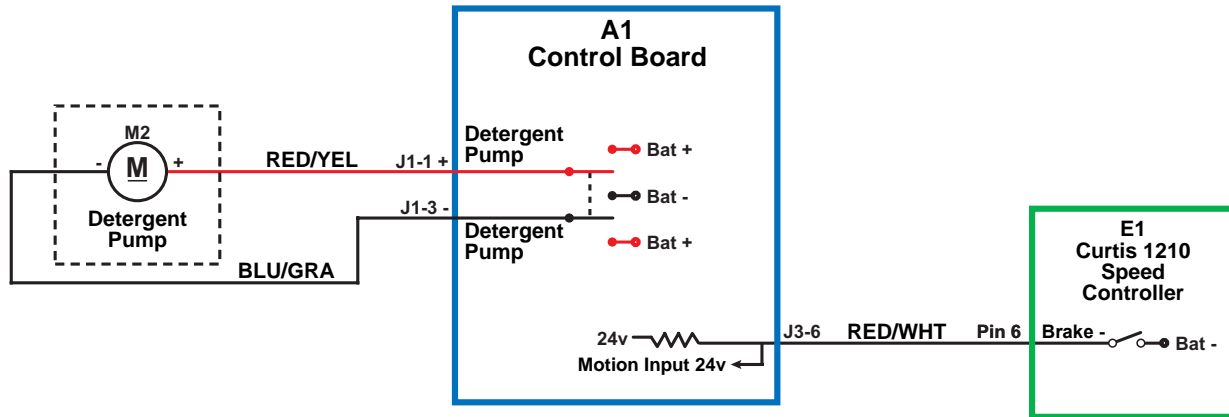 A1
Control Board
M2
-
M
+
Detergent
Pump
RED/YEL
J1-1 +
Detergent
Pump
Bat +
Bat -
J1-3 -
Detergent
Pump
Bat +
BLU/GRA
24v
Motion Input 24v
J3-6
RED/WHT
Pin 6
E1
Curtis 1210
Speed
Controller
Brake -
Bat -